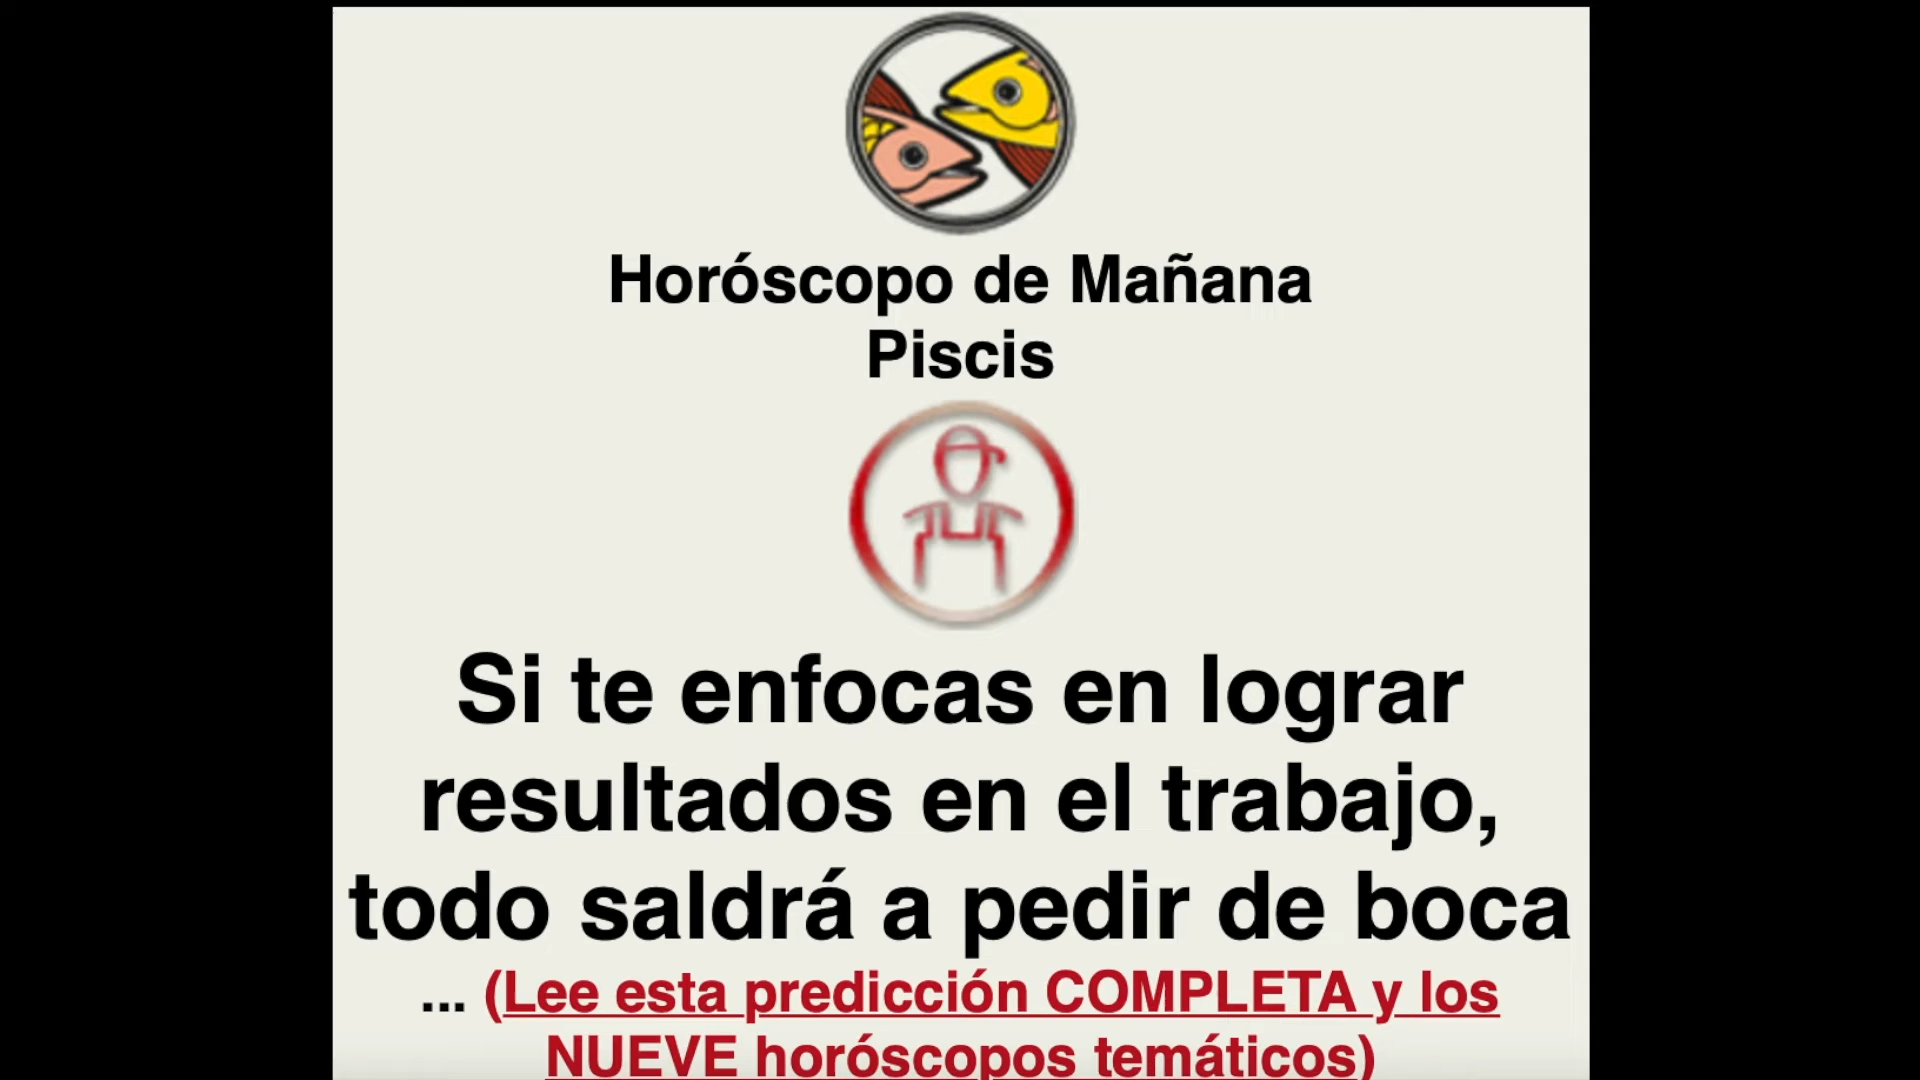 Horóscopo de Mañana
Piscis
Si te enfocas en lograr
resultados en el trabajo,
todo saldrá a pedir de boca
... (Lee esta predicción COMPLETA y los
NUEVE horóscopos temáticos)